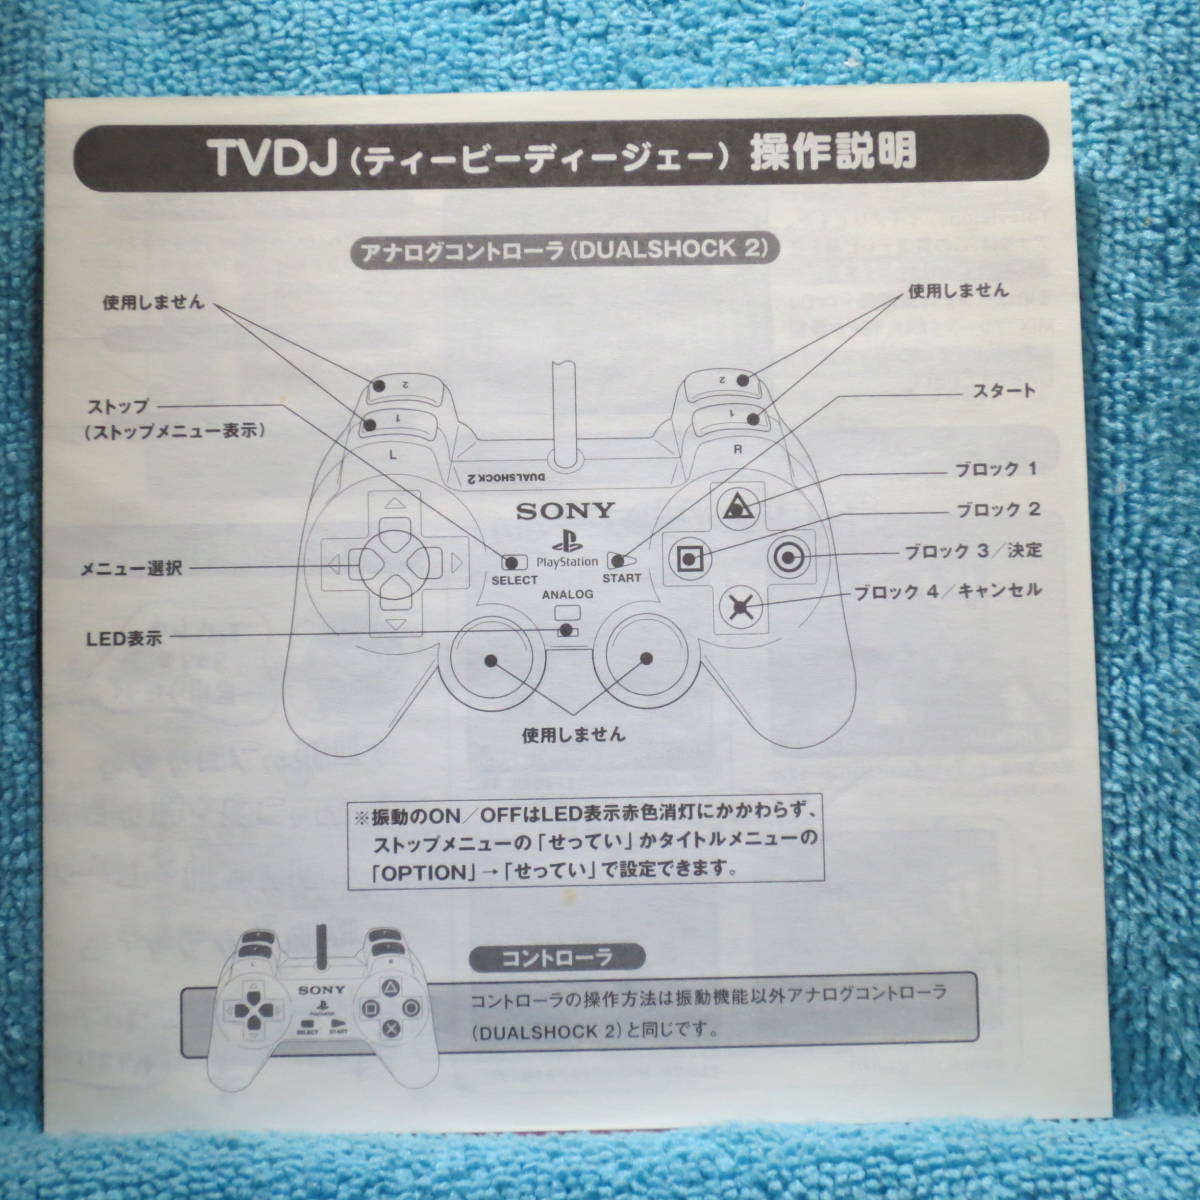 TVDJ（ティービーディージェー）操作説明
アナログコントローラ（DUALSHOCK 2）
使用しません
使用しません
ストップ
（ストップメニュー表示）
スタート
ブロック 1
ブロック 2
ブロック 3／決定
ブロック 4／キャンセル
メニュー選択
LED表示
使用しません
2
1
L
2
1
R
DUALSHOCK 2
SONY
PlayStation
SELECT
START
ANALOG
※振動のON／OFFはLED表示赤色消灯にかかわらず、
ストップメニューの「せってい」かタイトルメニューの
「OPTION」→「せってい」で設定できます。
コントローラ
コントローラの操作方法は振動機能以外アナログコントローラ
（DUALSHOCK 2）と同じです。
SONY
PlayStation
SELECT
START